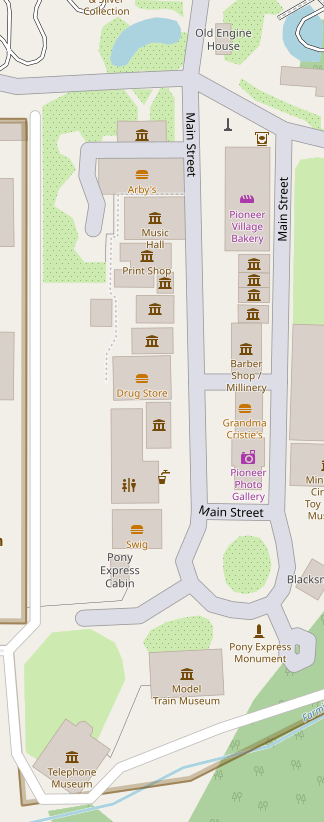 & Silver
Collection
Old Engine
House
Main Street
Arby's
Pioneer
Village
Bakery
Main Street
Music
Hall
Print Shop
Barber
Shop /
Millinery
Drug Store
Grandma
Cristie's
Pioneer
Photo
Gallery
Main Street
Swig
Pony
Express
Cabin
Pony Express
Monument
Model
Train Museum
Telephone
Museum